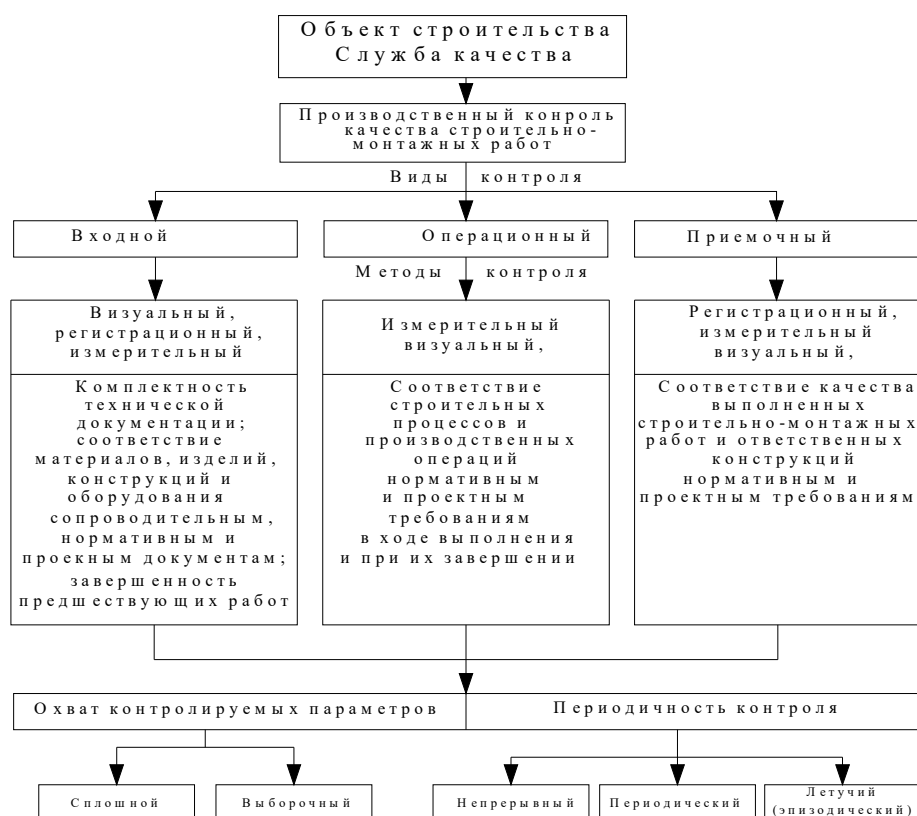 Объект строительства
Служба качества
Производственный конроль
качества строительно-
монтажных работ
Виды контроля
Входной
Операционный
Приемочный
Методы контроля
Визуальный,
регистрационный,
измерительный
Измерительный
визуальный,
Регистрационный,
измерительный
визуальный,
Комплектность
технической
документации;
соответствие
материалов, изделий,
конструкций и
оборудования
сопроводительным,
нормативным и
проекным документам;
завершенность
предшествующих работ
Соответствие
строительных
процессов и
производственных
операций
нормативным
и проектным
требованиям
в ходе выполнения
и при их завершении
Соответствие качества
выполненных
строительно-монтажных
работ и ответственных
конструкций
нормативным и
проектным требованиям
Охват контролируемых параметров
Периодичность контроля
Сплошной
Выборочный
Непрерывный
Периодический
Летучий
(эпизодический)